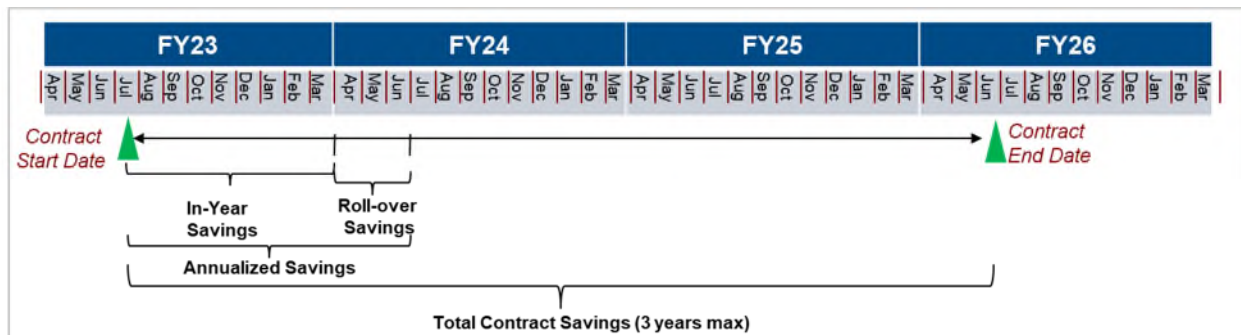 FY23 FY24 FY25 FY26
Apr May Jun Jul Aug Sep Oct Nov Dec Jan Feb Mar Apr May Jun Jul Aug Sep Oct Nov Dec Jan Feb Mar Apr May Jun Jul Aug Sep Oct Nov Dec Jan Feb Mar Apr May Jun Jul Aug Sep Oct Nov Dec Jan Feb Mar
Contract
Start Date
Contract
End Date
In-Year
Savings
Roll-over
Savings
Annualized Savings
Total Contract Savings (3 years max)